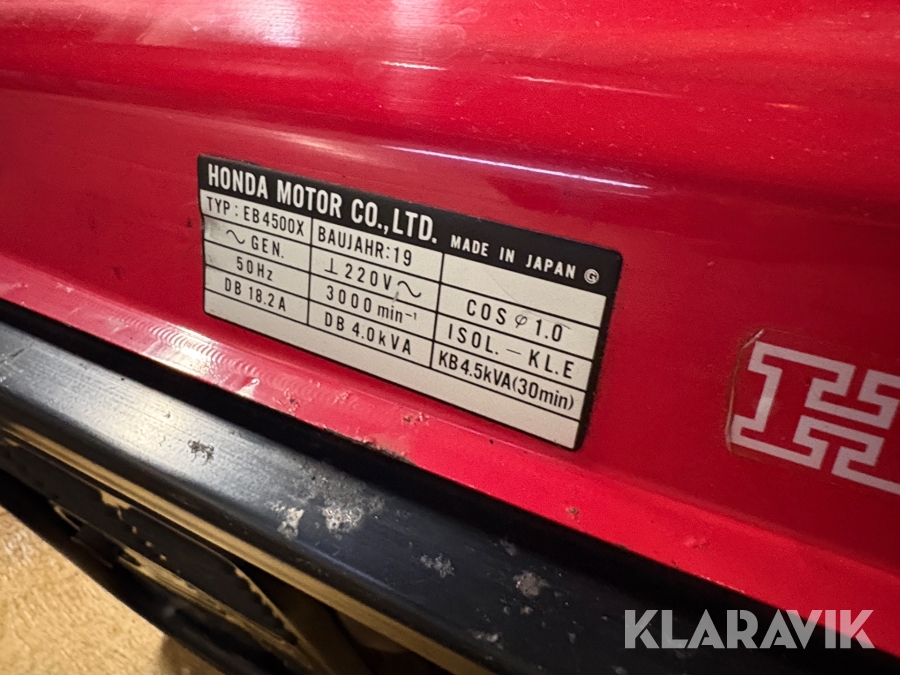 HONDA MOTOR CO.,LTD. MADE IN JAPAN G
TYP: EB4500X BAUJAHR:19
~ GEN. ⊥ 220V ~ COS φ 1.0
50Hz 3000 min⁻¹ ISOL. - KL.E
DB 18.2A DB 4.0kVA KB4.5kVA(30min)
H
KLARAVIK